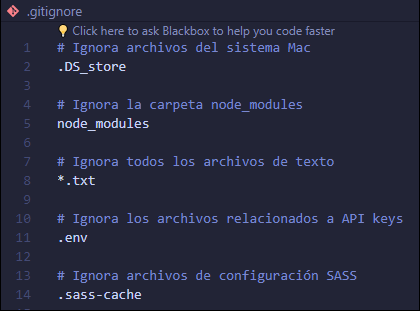 .gitignore
Click here to ask Blackbox to help you code faster
1 # Ignora archivos del sistema Mac
2 .DS_store
3
4 # Ignora la carpeta node_modules
5 node_modules
6
7 # Ignora todos los archivos de texto
8 *.txt
9
10 # Ignora los archivos relacionados a API keys
11 .env
12
13 # Ignora archivos de configuración SASS
14 .sass-cache